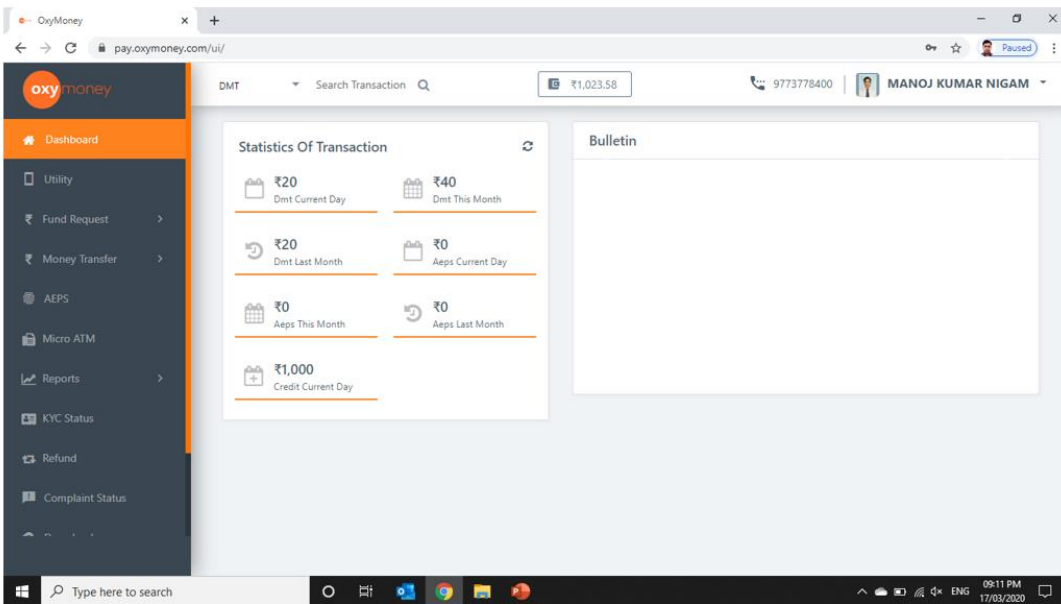 OxyMoney
pay.oxymoney.com/ui/
Paused
oxymoney
DMT
Search Transaction
₹1,023.58
9773778400
MANOJ KUMAR NIGAM
Dashboard
Utility
Fund Request
Money Transfer
AEPS
Micro ATM
Reports
KYC Status
Refund
Complaint Status
Statistics Of Transaction
₹20
Dmt Current Day
₹40
Dmt This Month
₹20
Dmt Last Month
₹0
Aeps Current Day
₹0
Aeps This Month
₹0
Aeps Last Month
₹1,000
Credit Current Day
Bulletin
Type here to search
ENG
09:11 PM
17/03/2020